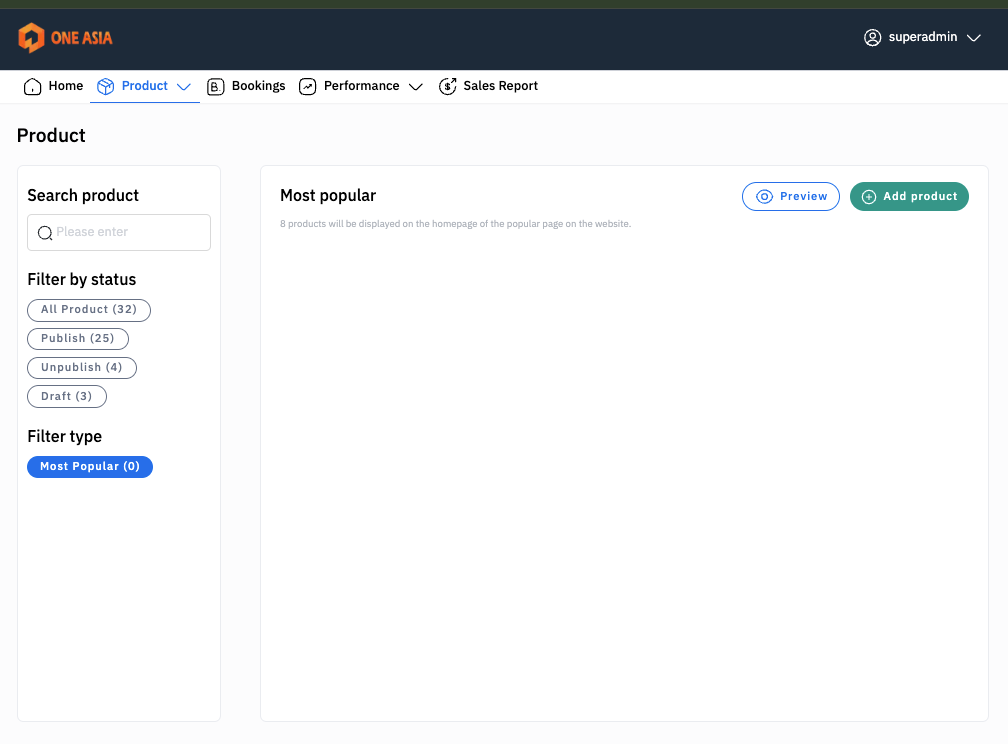 ONE ASIA
superadmin
Home Product Bookings Performance Sales Report
Product
Search product
Please enter
Filter by status
All Product (32)
Publish (25)
Unpublish (4)
Draft (3)
Filter type
Most Popular (0)
Most popular
Preview
Add product
8 products will be displayed on the homepage of the popular page on the website.